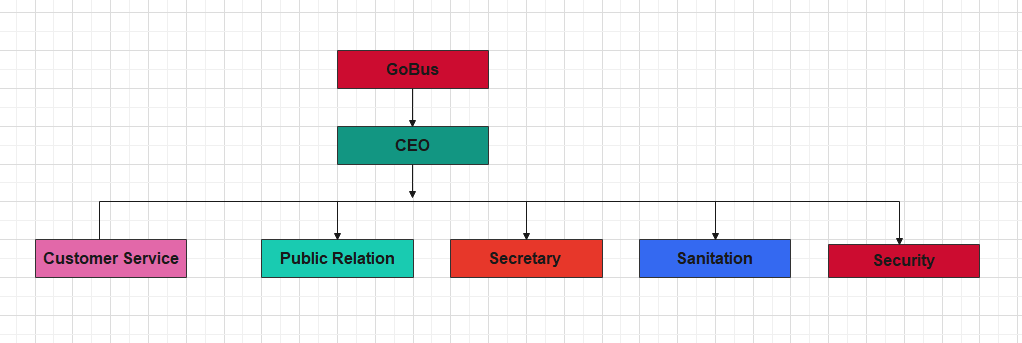 GoBus
CEO
Customer Service
Public Relation
Secretary
Sanitation
Security